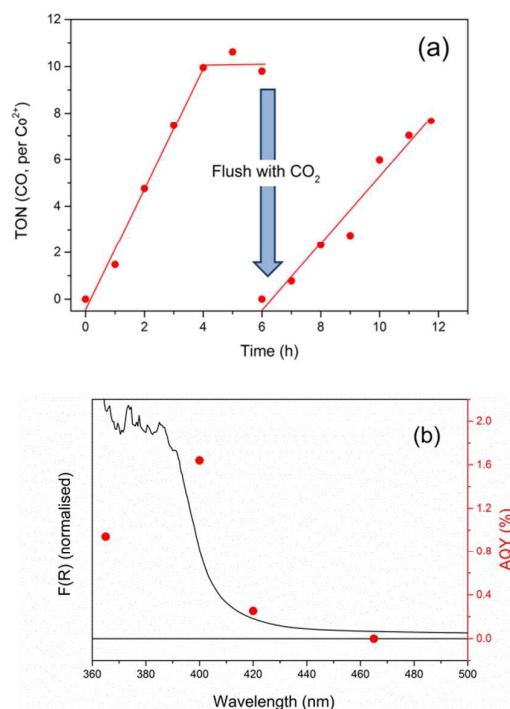 (a)
TON (CO, per Co²⁺)
12
10
8
6
4
2
0
Flush with CO₂
0 2 4 6 8 10 12
Time (h)
(b)
F(R) (normalised)
2.0
1.6
1.2
0.8
0.4
0.0
AQY (%)
360 380 400 420 440 460 480 500
Wavelength (nm)